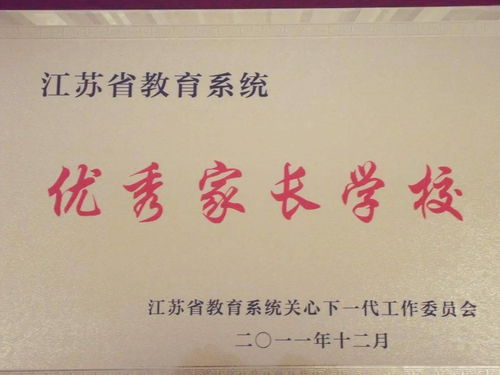 江苏省教育系统
优秀家长学校
江苏省教育系统关心下一代工作委员会
二〇一一年十二月